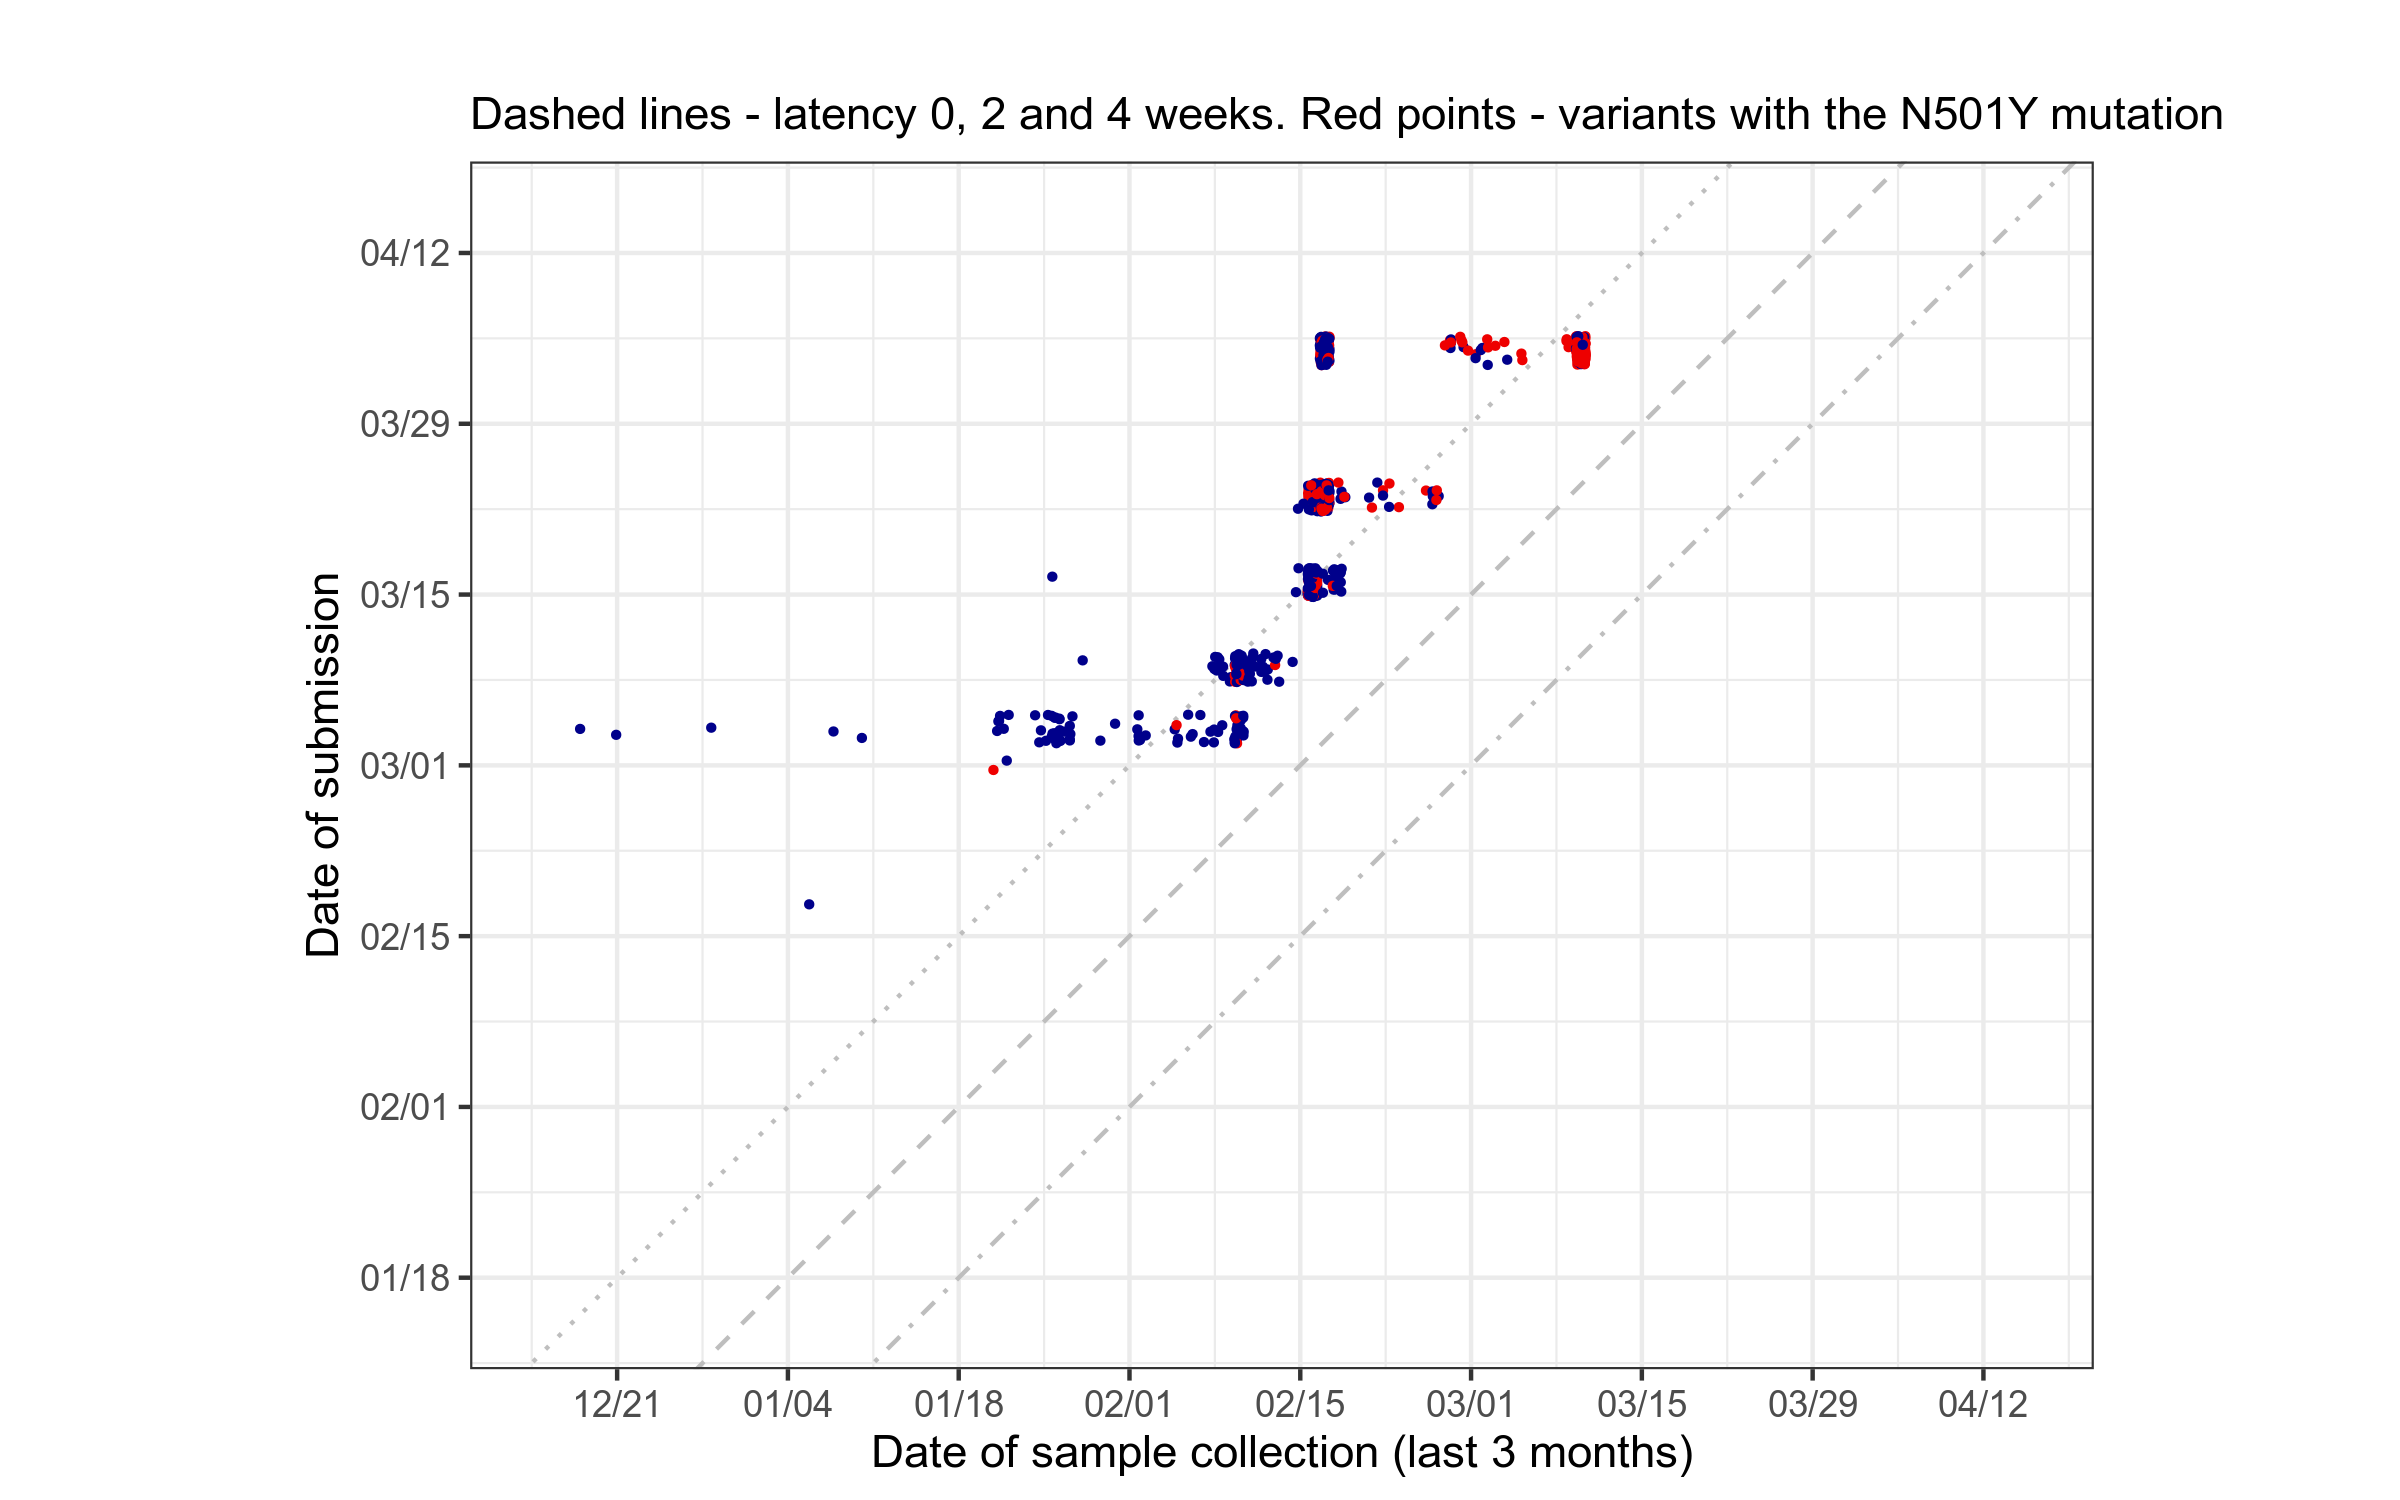 Dashed lines - latency 0, 2 and 4 weeks. Red points - variants with the N501Y mutation
Date of submission
04/12
03/29
03/15
03/01
02/15
02/01
01/18
12/21 01/04 01/18 02/01 02/15 03/01 03/15 03/29 04/12
Date of sample collection (last 3 months)